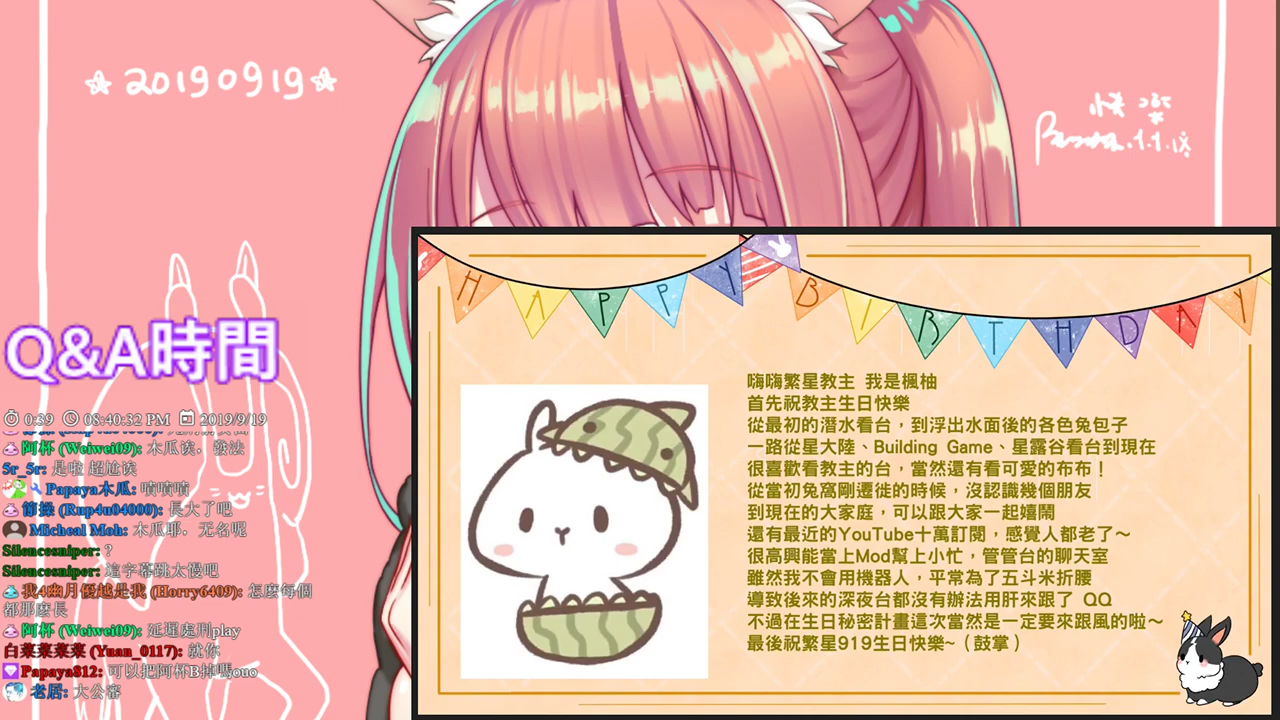 20190919
快樂
Q&A時間
0:39 08:40:32 PM 2019/9/19
阿杯 (Weiwei09): 木瓜诶，發法
5r_5r: 是啦 超尬诶
Papaya木瓜: 嘖嘖嘖
節操 (Rup4u04000): 長大了吧
Micheal Moh: 木瓜耶，无名呢
Silencesniper: ?
Silencesniper: 這字幕跳太慢吧
我4幽月優越是我 (Horry6409): 怎麼每個
都那麼長
阿杯 (Weiwei09): 延遲處刑play
白菜菜菜菜 (Yuan_0117): 就你
Papaya812: 可以把阿杯B掉嗎ouo
老居: 大公審
HAPPY BIRTHDAY
嗨嗨繁星教主 我是楓柚
首先祝教主生日快樂
從最初的潛水看台，到浮出水面後的各色兔包子
一路從星大陸、Building Game、星露谷看台到現在
很喜歡看教主的台，當然還有看可愛的布布！
從當初兔窩剛遷徙的時候，沒認識幾個朋友
到現在的大家庭，可以跟大家一起嬉鬧
還有最近的YouTube十萬訂閱，感覺人都老了～
很高興能當上Mod幫上小忙，管管台的聊天室
雖然我不會用機器人，平常為了五斗米折腰
導致後來的深夜台都沒有辦法用肝來跟了 QQ
不過在生日秘密計畫這次當然是一定要來跟風的啦～
最後祝繁星919生日快樂~（鼓掌）